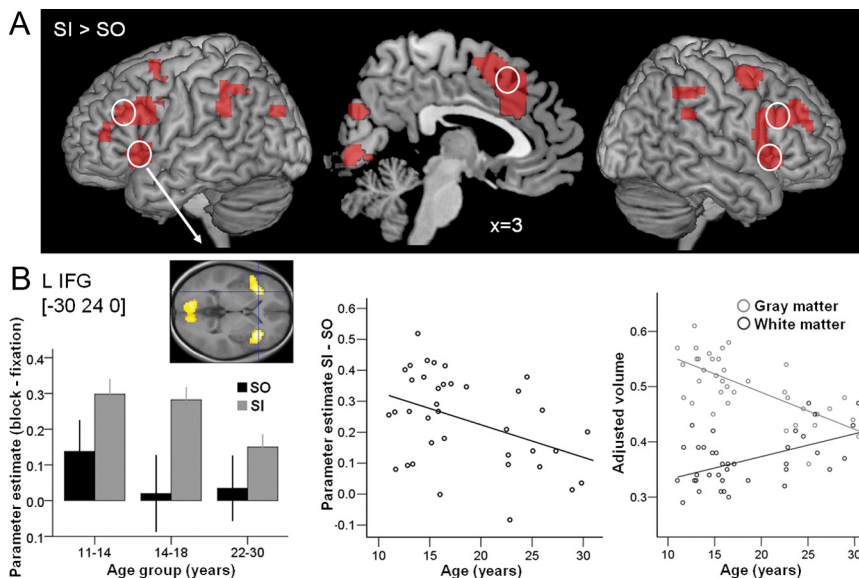 A
SI > SO
x=3
B
L IFG
[-30 24 0]
Parameter estimate (block - fixation)
0.4
0.3
0.2
0.1
0.0
0.1
SO
SI
11-14
14-18
22-30
Age group (years)
Parameter estimate SI - SO
0.6
0.5
0.4
0.3
0.2
0.1
0.0
-0.1
10
15
20
25
30
Age (years)
Adjusted volume
Gray matter
White matter
0.6
0.5
0.4
0.3
10
15
20
25
30
Age (years)